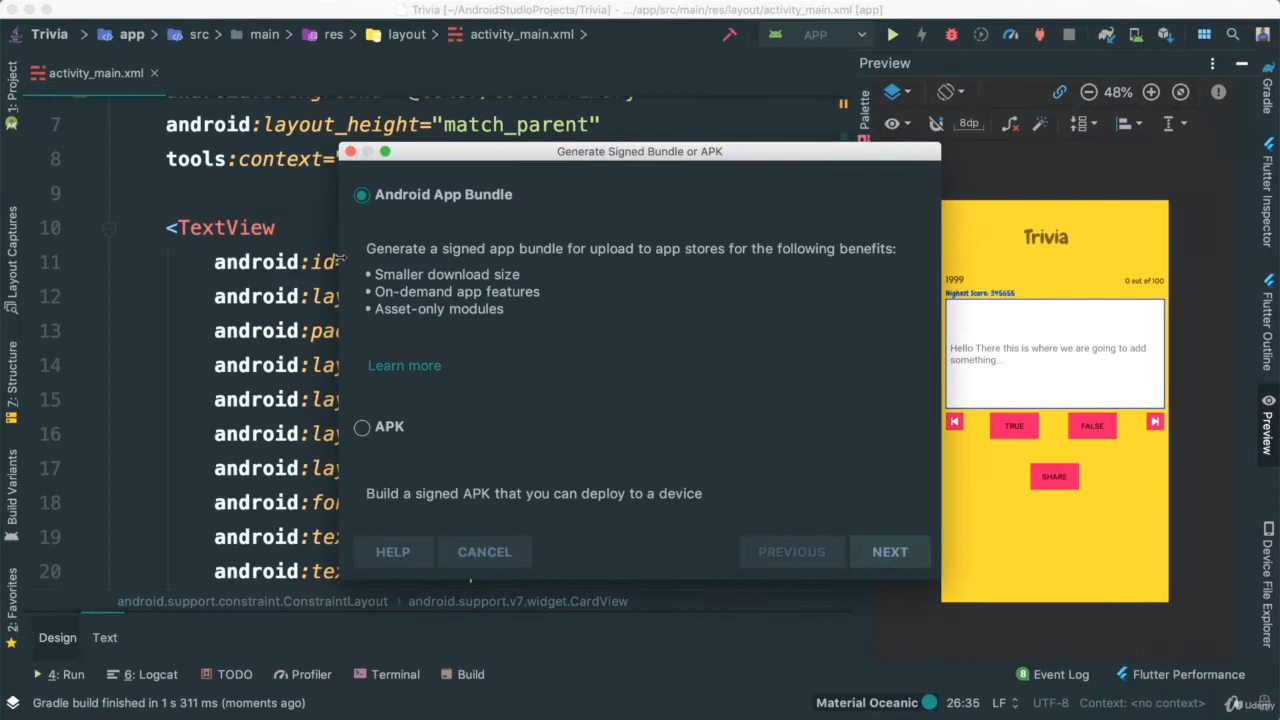 Trivia [~/AndroidStudioProjects/Trivia] - .../app/src/main/res/layout/activity_main.xml [app]
Trivia
app
src
main
res
layout
activity_main.xml
APP
activity_main.xml
Preview
48%
8dp
1: Project
Layout Captures
Z: Structure
Build Variants
2: Favorites
Palette
7 android:layout_height="match_parent"
8 tools:context=
9
10 <TextView
11 android:id=
12 android:lay
13 android:pad
14 android:lay
15 android:lay
16 android:lay
17 android:lay
18 android:fon
19 android:tex
20 android:tex
Generate Signed Bundle or APK
Android App Bundle
Generate a signed app bundle for upload to app stores for the following benefits:
• Smaller download size
• On-demand app features
• Asset-only modules
Learn more
APK
Build a signed APK that you can deploy to a device
HELP
CANCEL
PREVIOUS
NEXT
Trivia
1999
0 out of 100
Highest Score: 345655
Hello There this is where we are going to add
something...
TRUE
FALSE
SHARE
Gradle
Flutter Inspector
Flutter Outline
Preview
Device File Explorer
android.support.constraint.ConstraintLayout › android.support.v7.widget.CardView
Design
Text
4: Run
6: Logcat
TODO
Profiler
Terminal
Build
8 Event Log
Flutter Performance
Gradle build finished in 1 s 311 ms (moments ago)
Material Oceanic
26:35
LF
UTF-8
Context: <no context>
Udemy